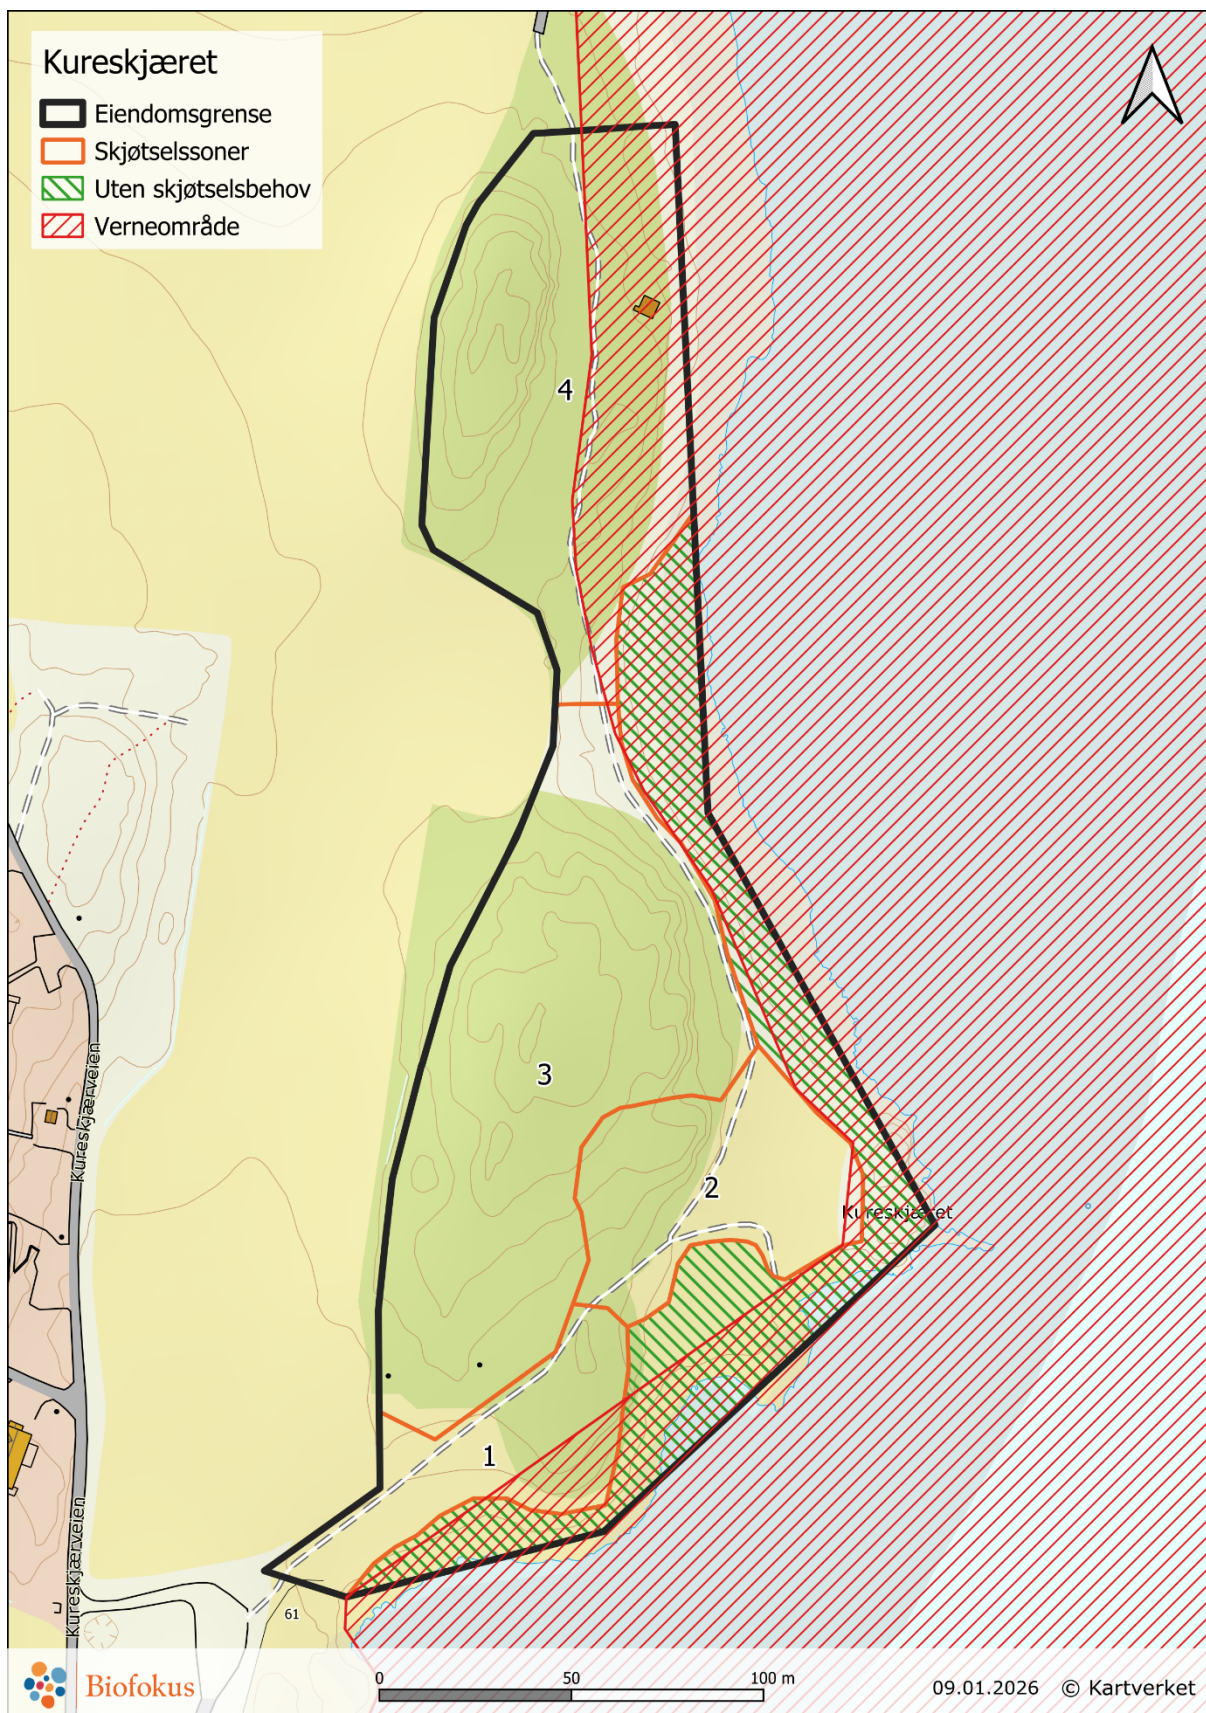 Kureskjæret
Eiendomsgrense
Skjøtselssoner
Uten skjøtselsbehov
Verneområde
4
3
2
Kureskjæret
1
Kureskjærveien
Kureskjærveien
61
Biofokus
0 50 100 m
09.01.2026 © Kartverket